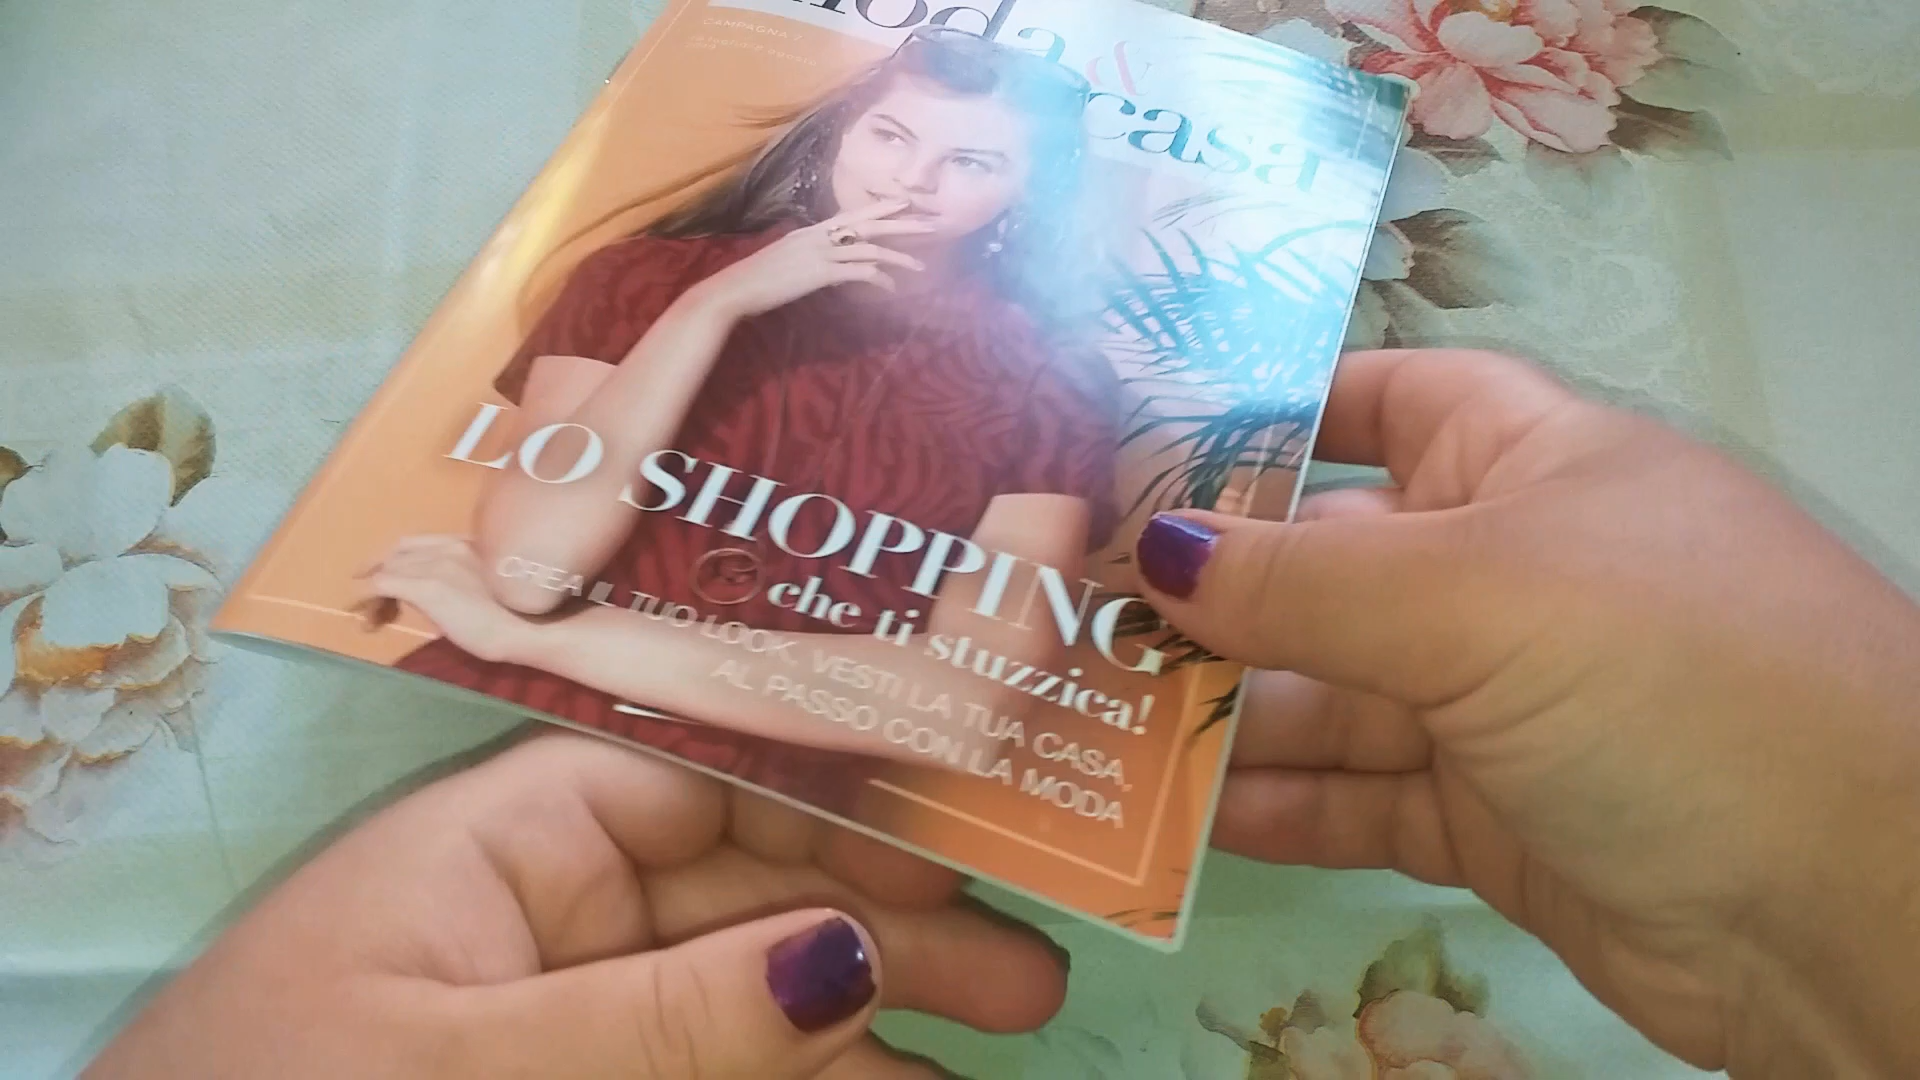 moda &
casa
CAMPAGNA 7
LO SHOPPING
che ti stuzzica!
CREA IL TUO LOOK, VESTI LA TUA CASA,
AL PASSO CON LA MODA